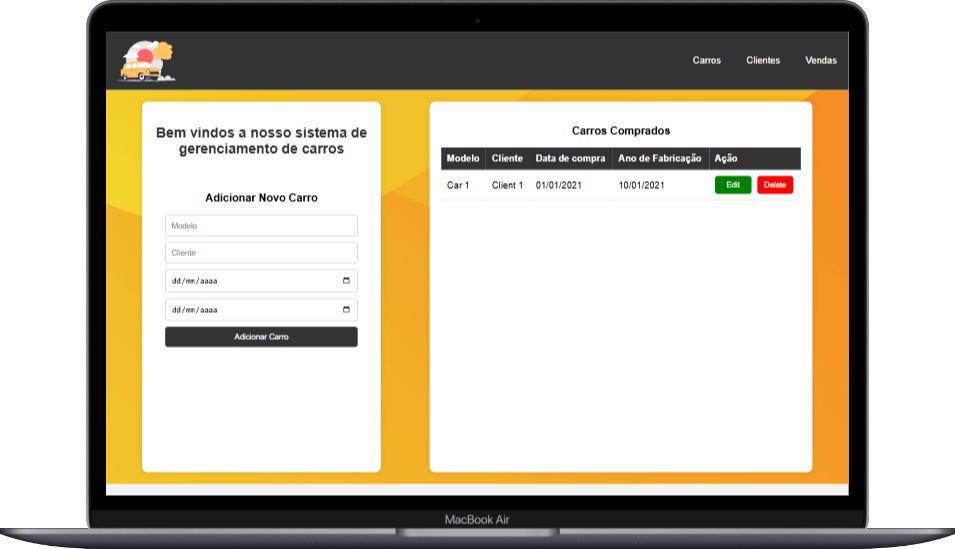 Carros Clientes Vendas
Bem vindos a nosso sistema de
gerenciamento de carros
Adicionar Novo Carro
Modelo
Cliente
dd/mm/aaaa
dd/mm/aaaa
Adicionar Carro
Carros Comprados
Modelo Cliente Data de compra Ano de Fabricação Ação
Car 1 Client 1 01/01/2021 10/01/2021 Edit Delete
MacBook Air